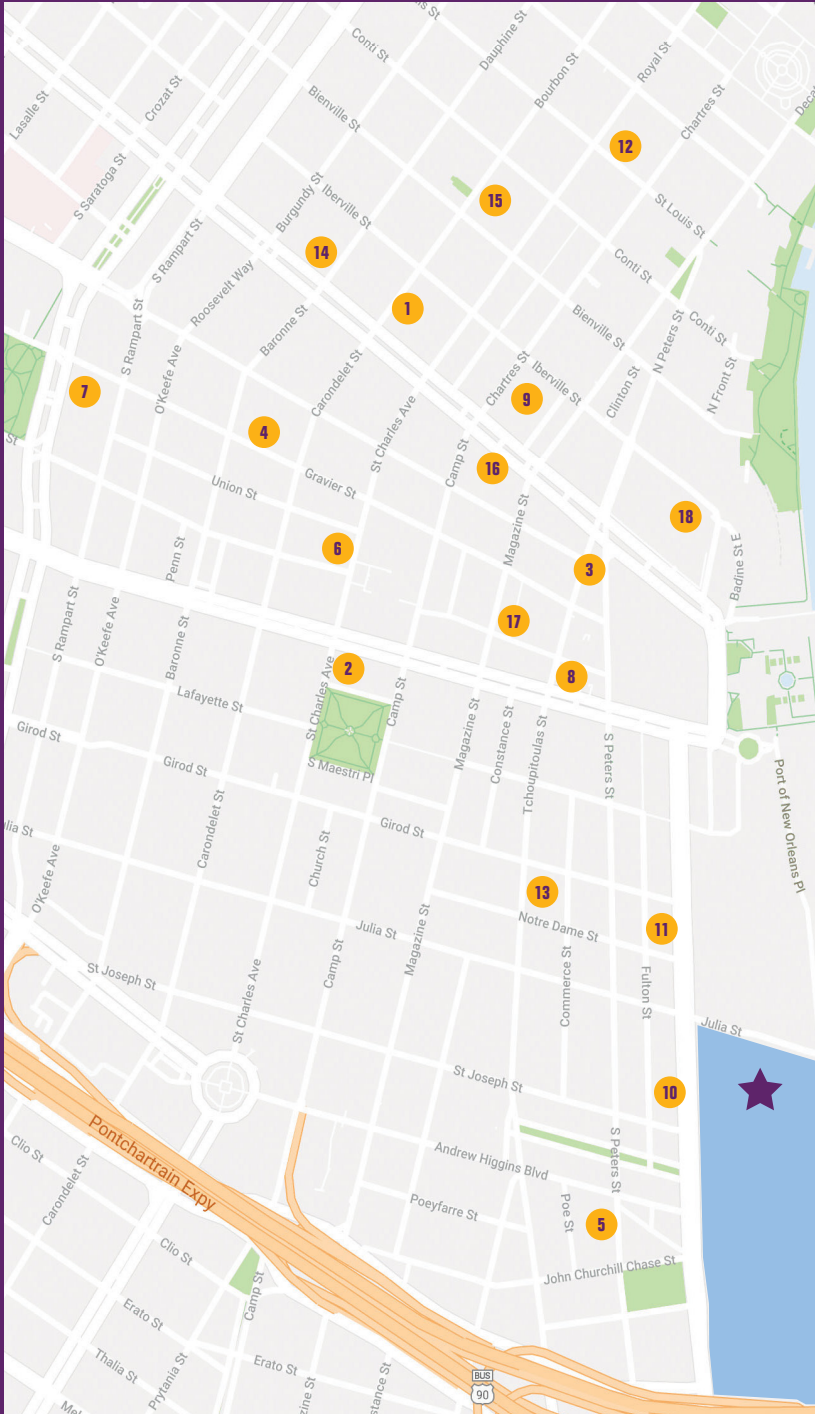 Conti St
Dauphine St
Royal St
Bourbon St
Crozat St
Lasalle St
Bienville St
Chartres St
12
S Saratoga St
15
Burgundy St
Iberville St
St Louis St
14
S Rampart St
Conti St
Roosevelt Way
1
Bienville St
Conti St
N Peters St
S Rampart St
Baronne St
O'Keefe Ave
Carondelet St
Chartres St
Iberville St
Clinton St
N Front St
7
9
St Charles Ave
4
Camp St
16
St
Union St
Gravier St
18
Magazine St
6
Penn St
3
Badine St E
S Rampart St
O'Keefe Ave
17
Baronne St
2
8
Lafayette St
St Charles Ave
Camp St
Magazine St
Constance St
Girod St
Tchoupitoulas St
S Peters St
Girod St
S Maestri Pl
Port of New Orleans Pl
Carondelet St
Girod St
Church St
O'Keefe Ave
13
Julia St
Notre Dame St
11
Magazine St
Camp St
St Joseph St
Commerce St
Fulton St
St Charles Ave
Julia St
St Joseph St
10
Pontchartrain Expy
S Peters St
Andrew Higgins Blvd
Clio St
Carondelet St
Poeyfarre St
Poe St
5
Clio St
John Churchill Chase St
Camp St
Erato St
Erato St
Thalia St
Prytania St
BUS
90